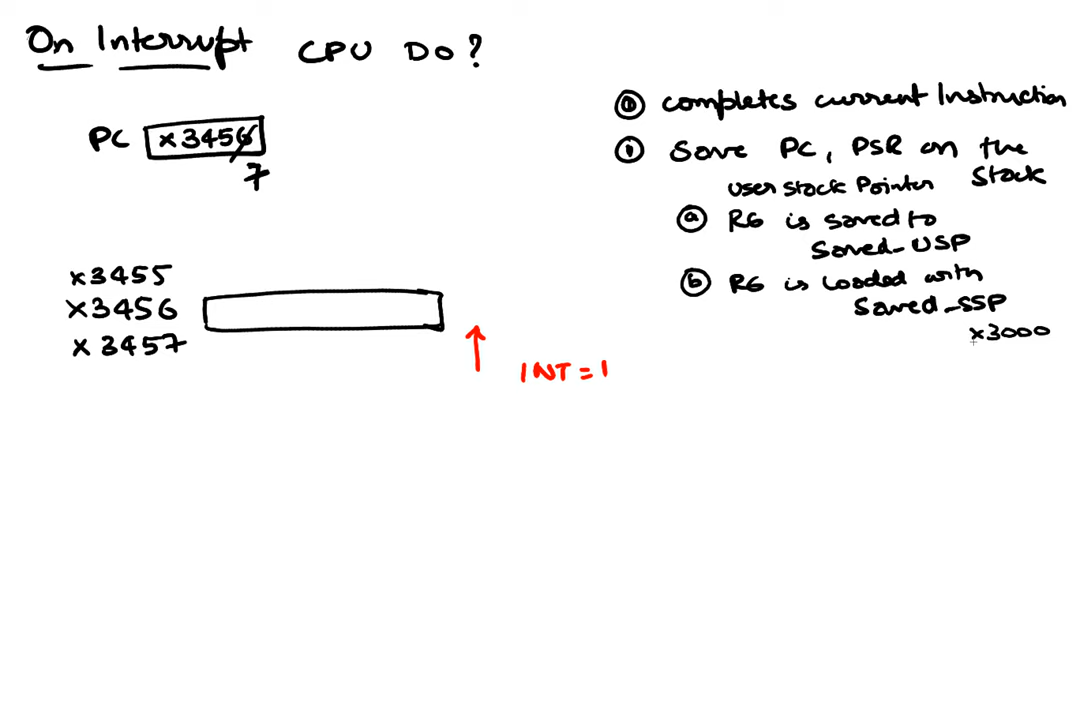 On Interrupt CPU DO?
PC x3456
7
x3455
x3456
x3457
INT = 1
⓪ completes current Instruction
① Save PC, PSR on the
Stack
User Stack Pointer
ⓐ R6 is saved to
Saved_USP
ⓑ R6 is loaded with
Saved_SSP
x3000